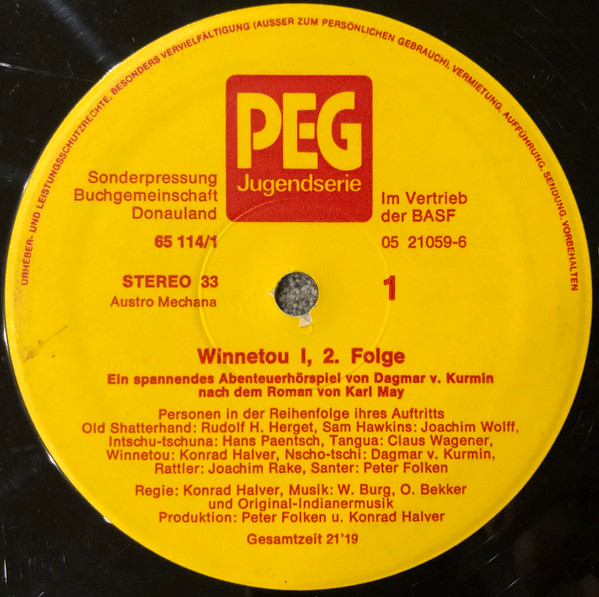 URHEBER- UND LEISTUNGSSCHUTZRECHTE, BESONDERS VERVIELFÄLTIGUNG (AUSSER ZUM PERSÖNLICHEN GEBRAUCH), VERMIETUNG, AUFFÜHRUNG, SENDUNG, VORBEHALTEN
PEG
Jugendserie
Sonderpressung
Buchgemeinschaft
Donauland
65 114/1
Im Vertrieb
der BASF
05 21059-6
STEREO 33
Austro Mechana
1
Winnetou I, 2. Folge
Ein spannendes Abenteuerhörspiel von Dagmar v. Kurmin
nach dem Roman von Karl May
Personen in der Reihenfolge ihres Auftritts
Old Shatterhand: Rudolf H. Herget, Sam Hawkins: Joachim Wolff,
Intschu-tschuna: Hans Paentsch, Tangua: Claus Wagener,
Winnetou: Konrad Halver, Nscho-tschi: Dagmar v. Kurmin,
Rattler: Joachim Rake, Santer: Peter Folken
Regie: Konrad Halver, Musik: W. Burg, O. Bekker
und Original-Indianermusik
Produktion: Peter Folken u. Konrad Halver
Gesamtzeit 21'19